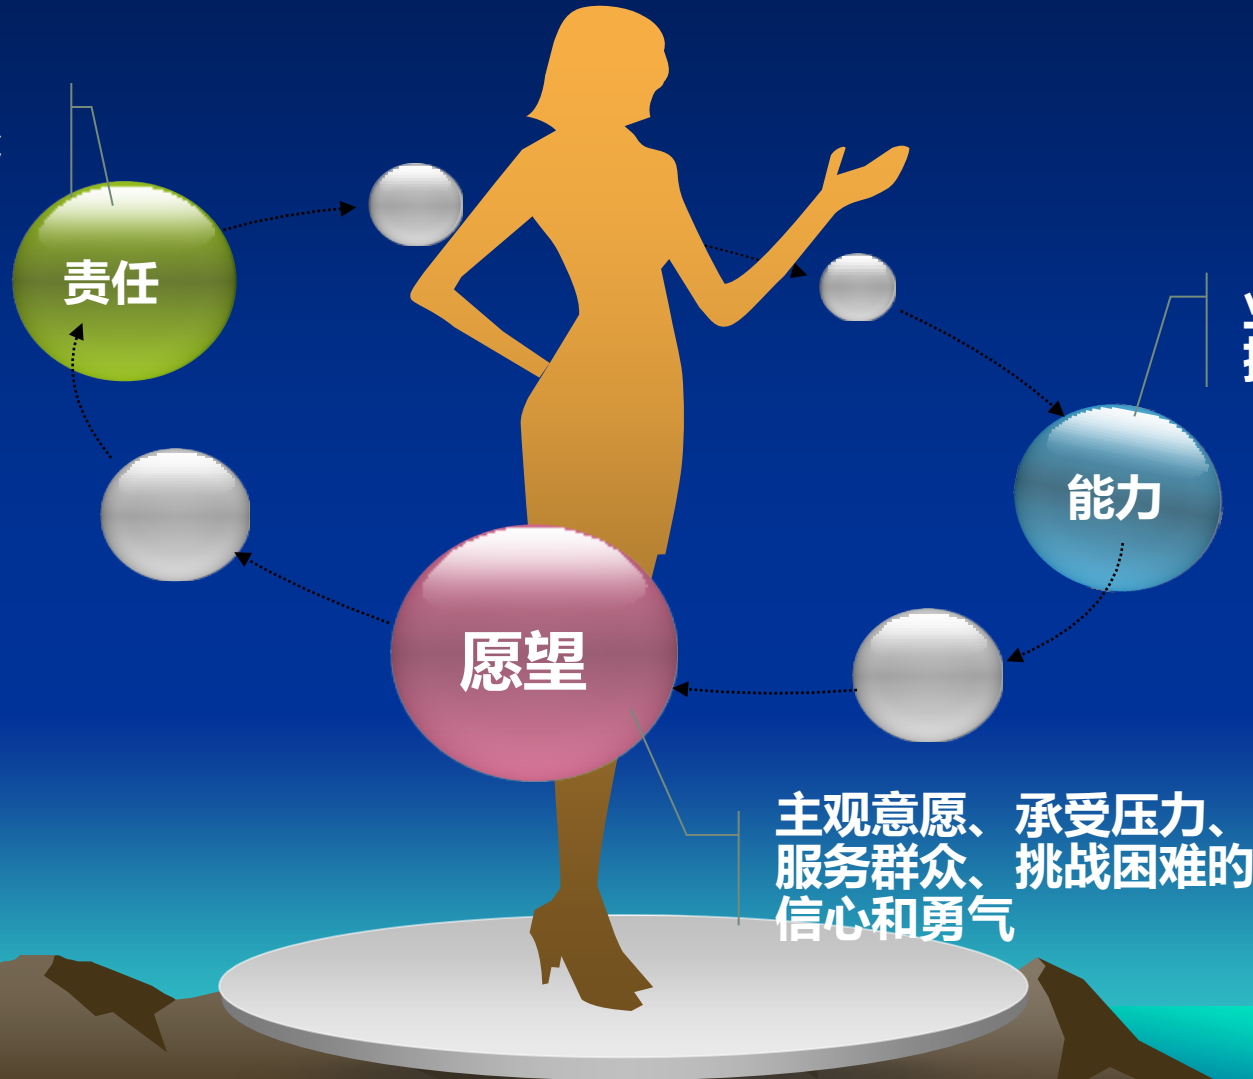 责任
能力
愿望
主观意愿、承受压力、
服务群众、挑战困难的
信心和勇气